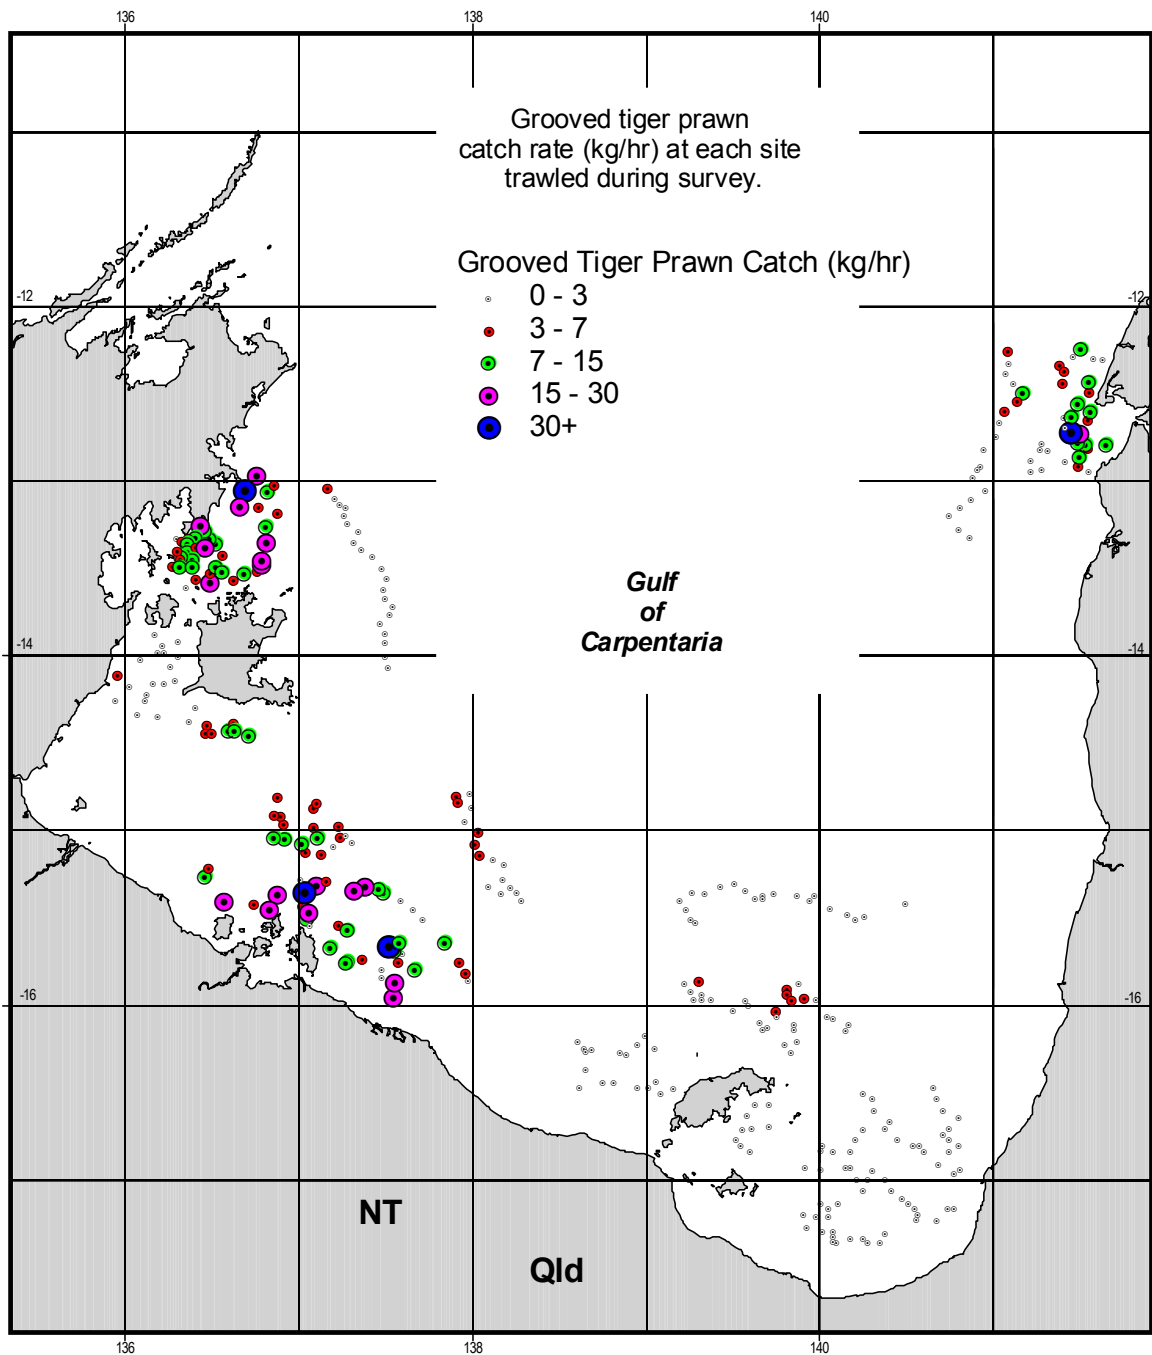 136 138 140
Grooved tiger prawn
catch rate (kg/hr) at each site
trawled during survey.
Grooved Tiger Prawn Catch (kg/hr)
-12 0 - 3 -12
3 - 7
7 - 15
15 - 30
30+
Gulf
of
Carpentaria
-14 -14
-16 -16
NT
Qld
136 138 140